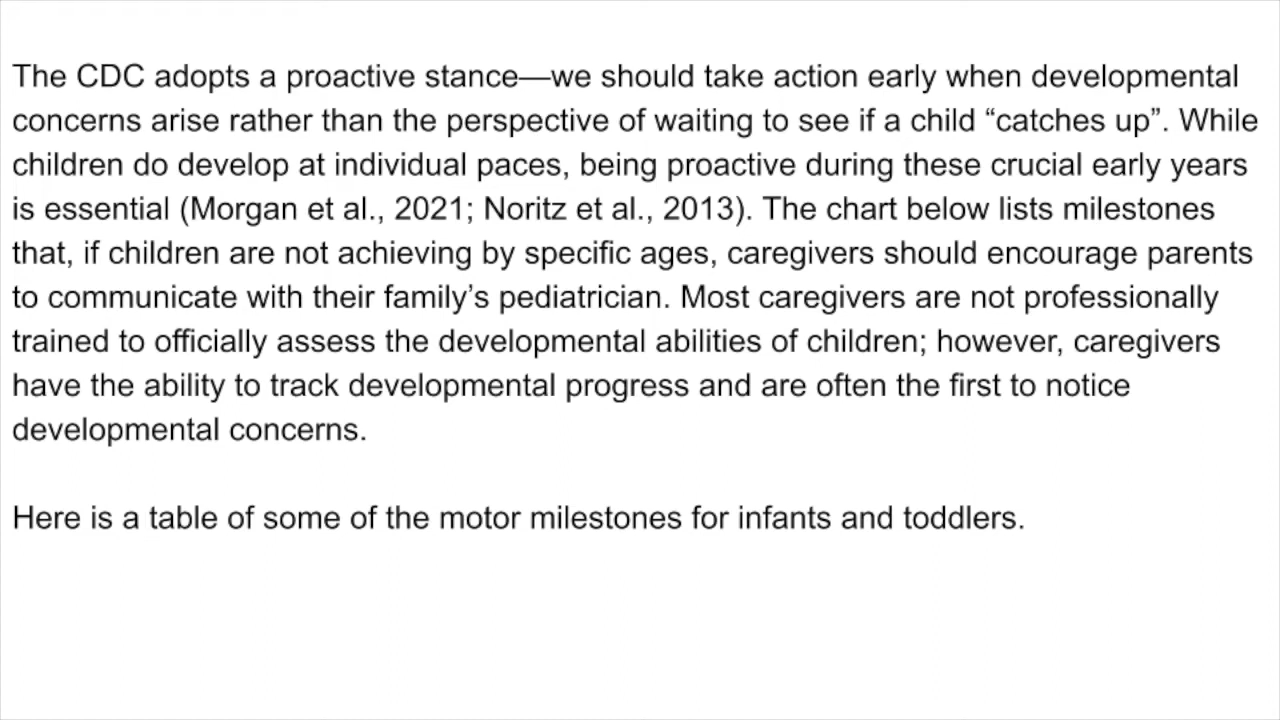 The CDC adopts a proactive stance—we should take action early when developmental
concerns arise rather than the perspective of waiting to see if a child “catches up”. While
children do develop at individual paces, being proactive during these crucial early years
is essential (Morgan et al., 2021; Noritz et al., 2013). The chart below lists milestones
that, if children are not achieving by specific ages, caregivers should encourage parents
to communicate with their family’s pediatrician. Most caregivers are not professionally
trained to officially assess the developmental abilities of children; however, caregivers
have the ability to track developmental progress and are often the first to notice
developmental concerns.
Here is a table of some of the motor milestones for infants and toddlers.